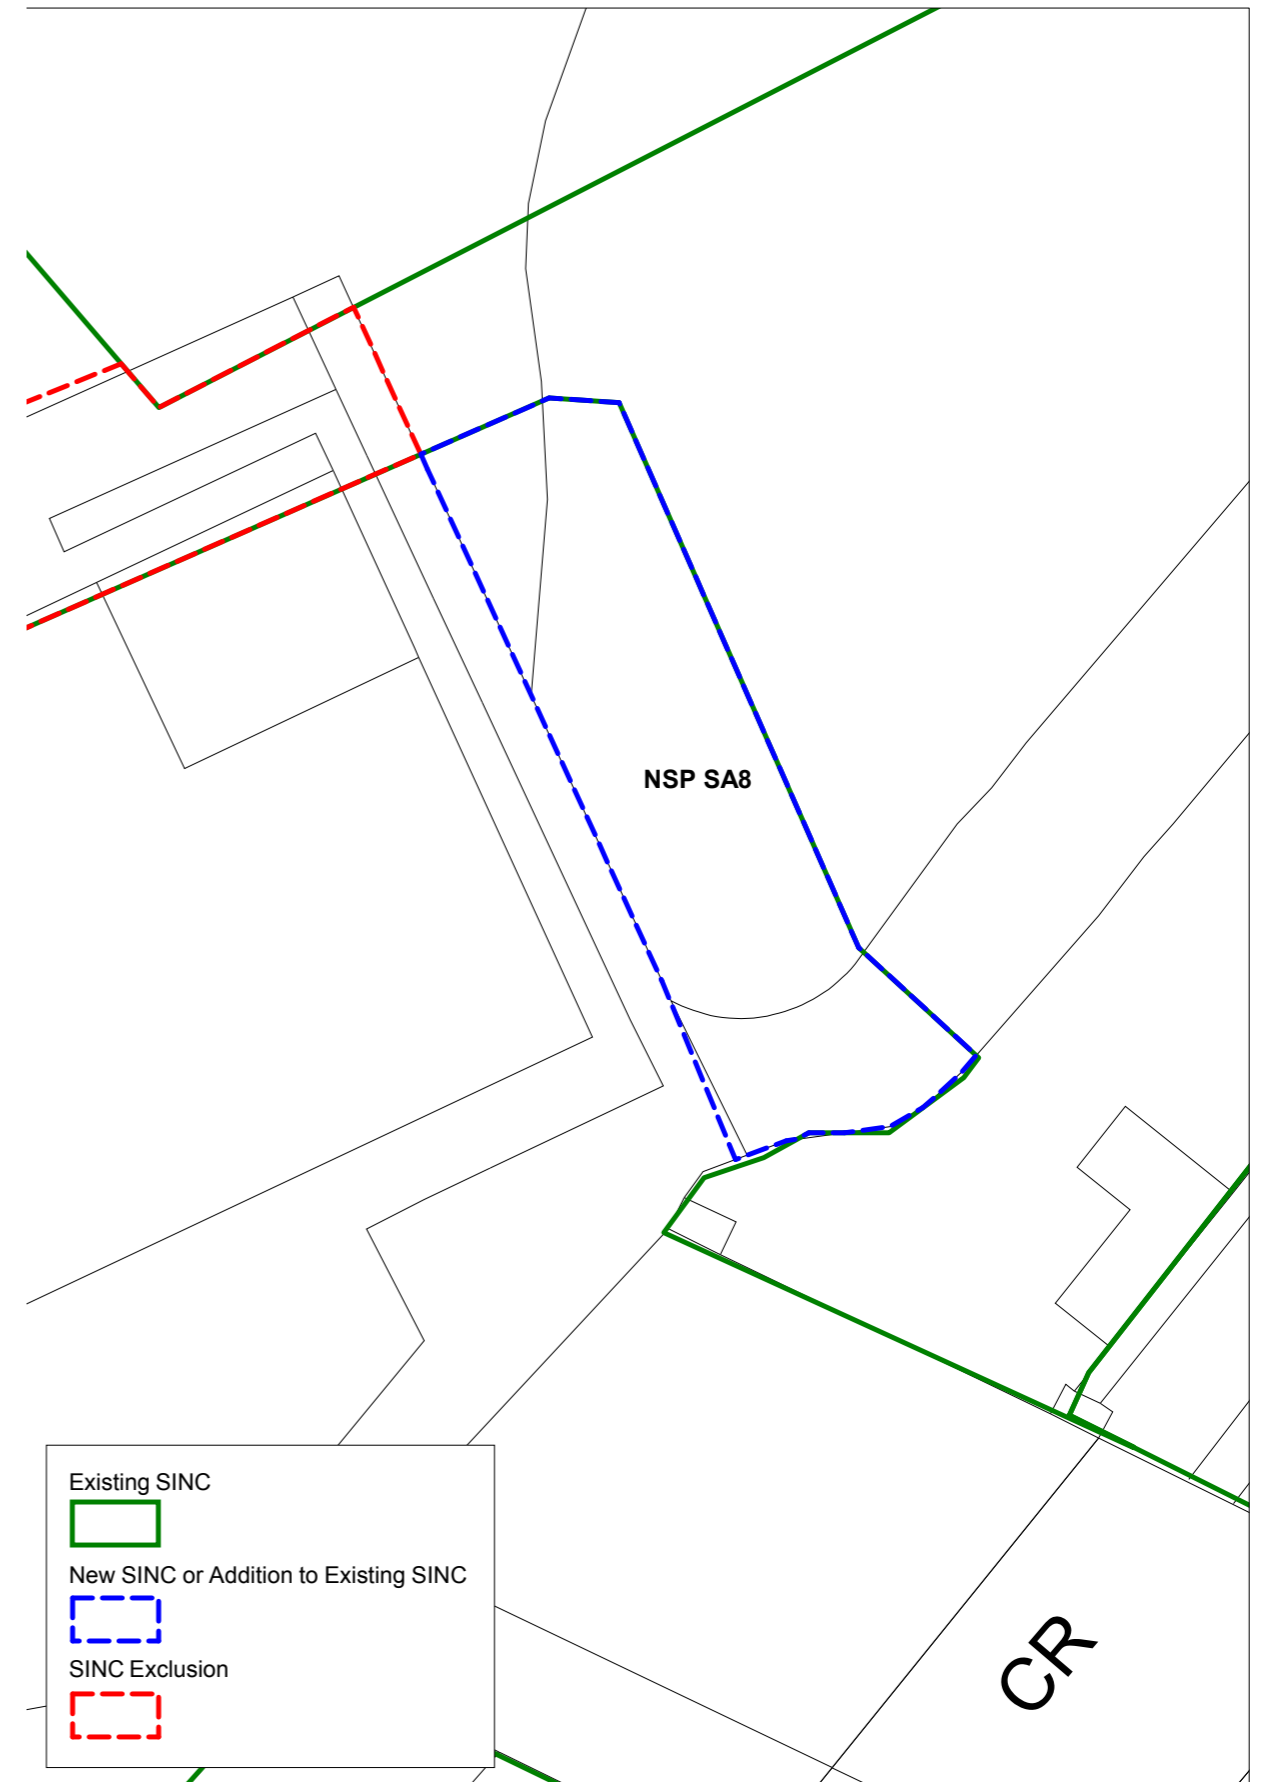 NSP SA8
Existing SINC
New SINC or Addition to Existing SINC
SINC Exclusion
CR